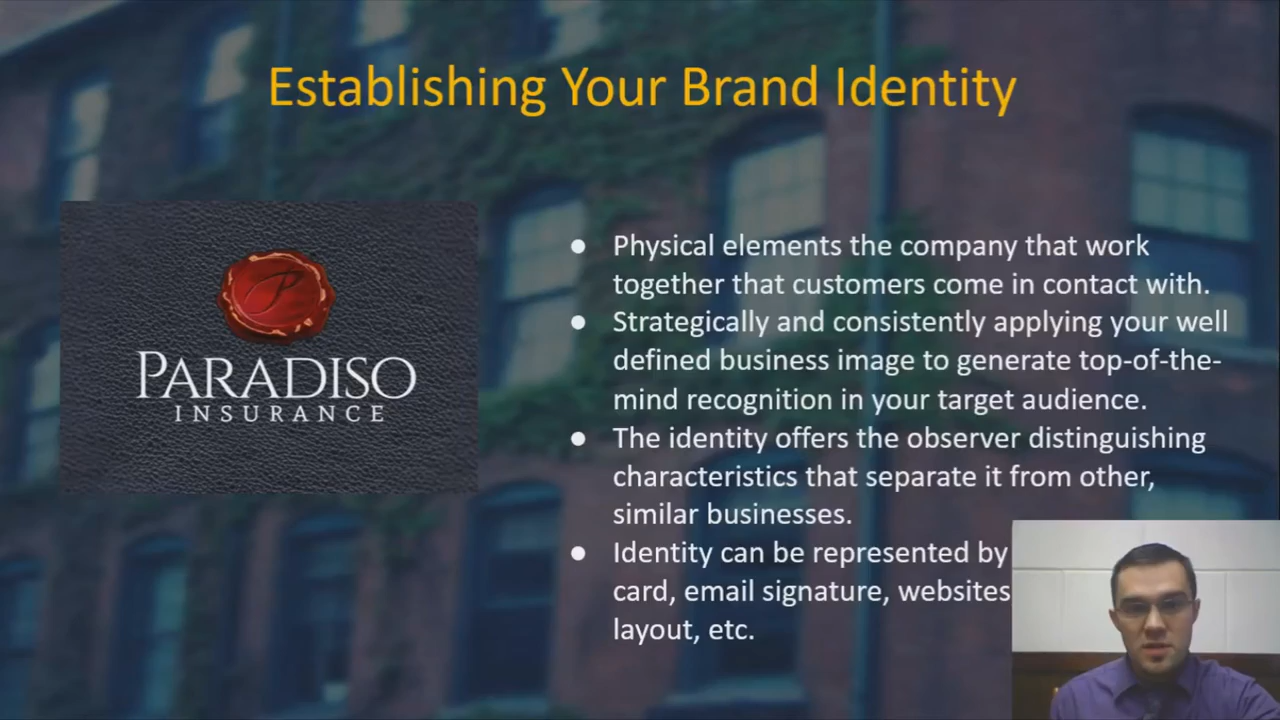 Establishing Your Brand Identity
P
PARADISO
INSURANCE
● Physical elements the company that work
together that customers come in contact with.
● Strategically and consistently applying your well
defined business image to generate top-of-the-
mind recognition in your target audience.
● The identity offers the observer distinguishing
characteristics that separate it from other,
similar businesses.
● Identity can be represented by
card, email signature, websites
layout, etc.